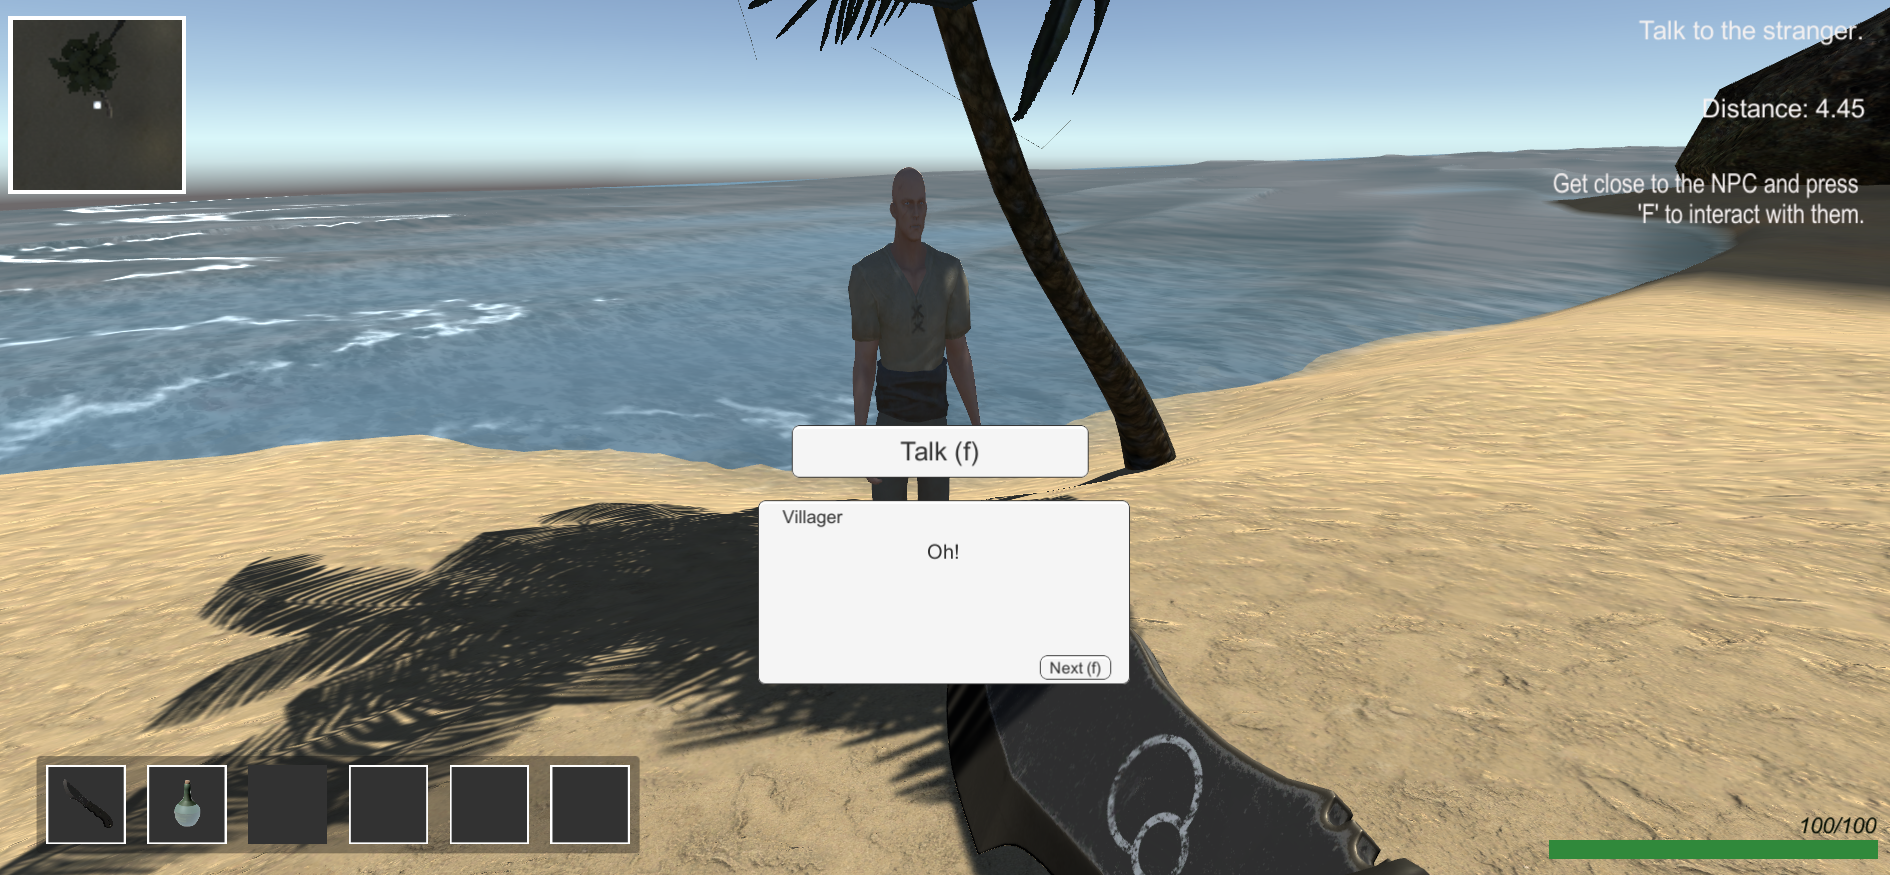 Talk to the stranger.
Distance: 4.45
Get close to the NPC and press
'F' to interact with them.
Talk (f)
Villager
Oh!
Next (f)
100/100